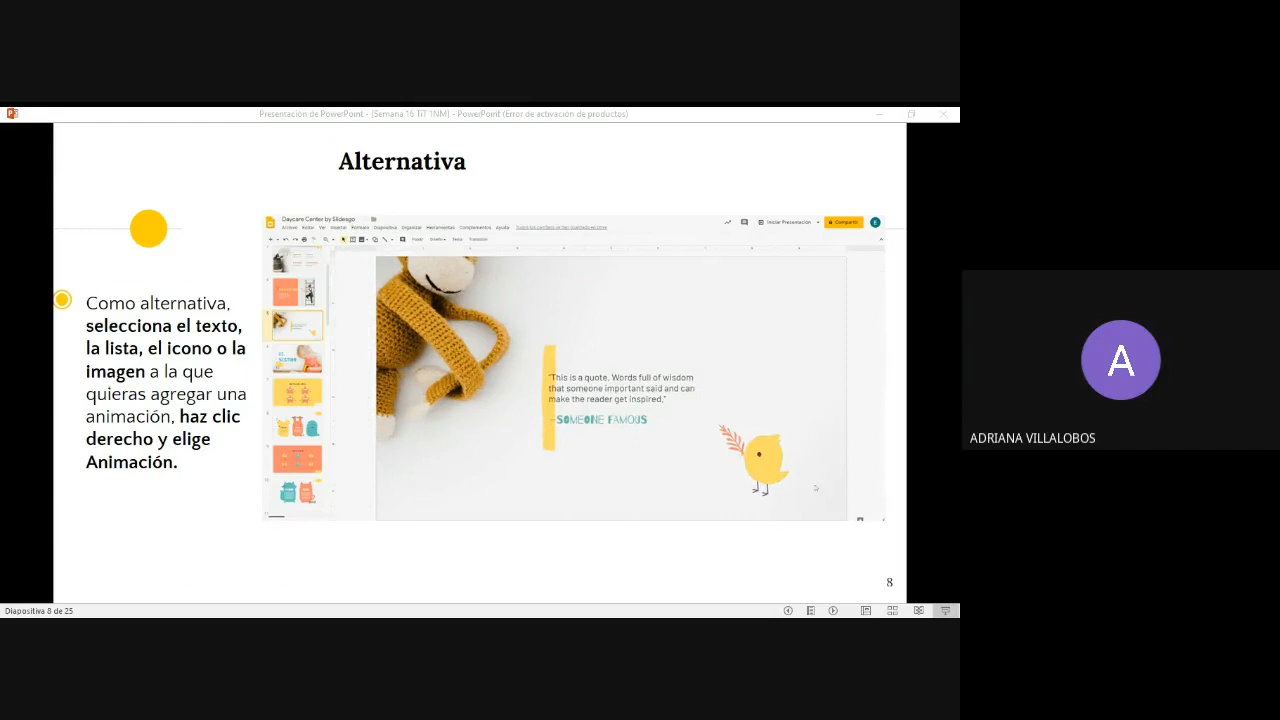 Presentación de PowerPoint - [Semana 16 TiT 1NM] - PowerPoint (Error de activación de productos)
Alternativa
Como alternativa,
selecciona el texto,
la lista, el icono o la
imagen a la que
quieras agregar una
animación, haz clic
derecho y elige
Animación.
Daycare Center by Slidesgo
Archivo Editar Ver Insertar Formato Diapositiva Organizar Herramientas Complementos Ayuda
Iniciar Presentación
Compartir
E
Fondo Diseño Tema Transición
"This is a quote. Words full of wisdom
that someone important said and can
make the reader get inspired."
—SOMEONE FAMOUS
8
Diapositiva 8 de 25
A
ADRIANA VILLALOBOS